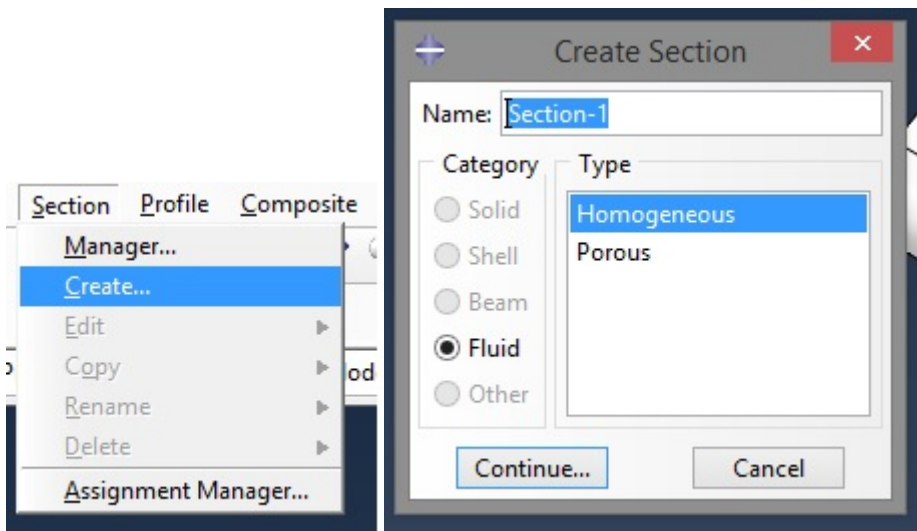 Section Profile Composite
Manager...
Create...
Edit
Copy
Rename
Delete
Assignment Manager...
od
Create Section
Name: Section-1
Category
Solid
Shell
Beam
Fluid
Other
Type
Homogeneous
Porous
Continue... Cancel